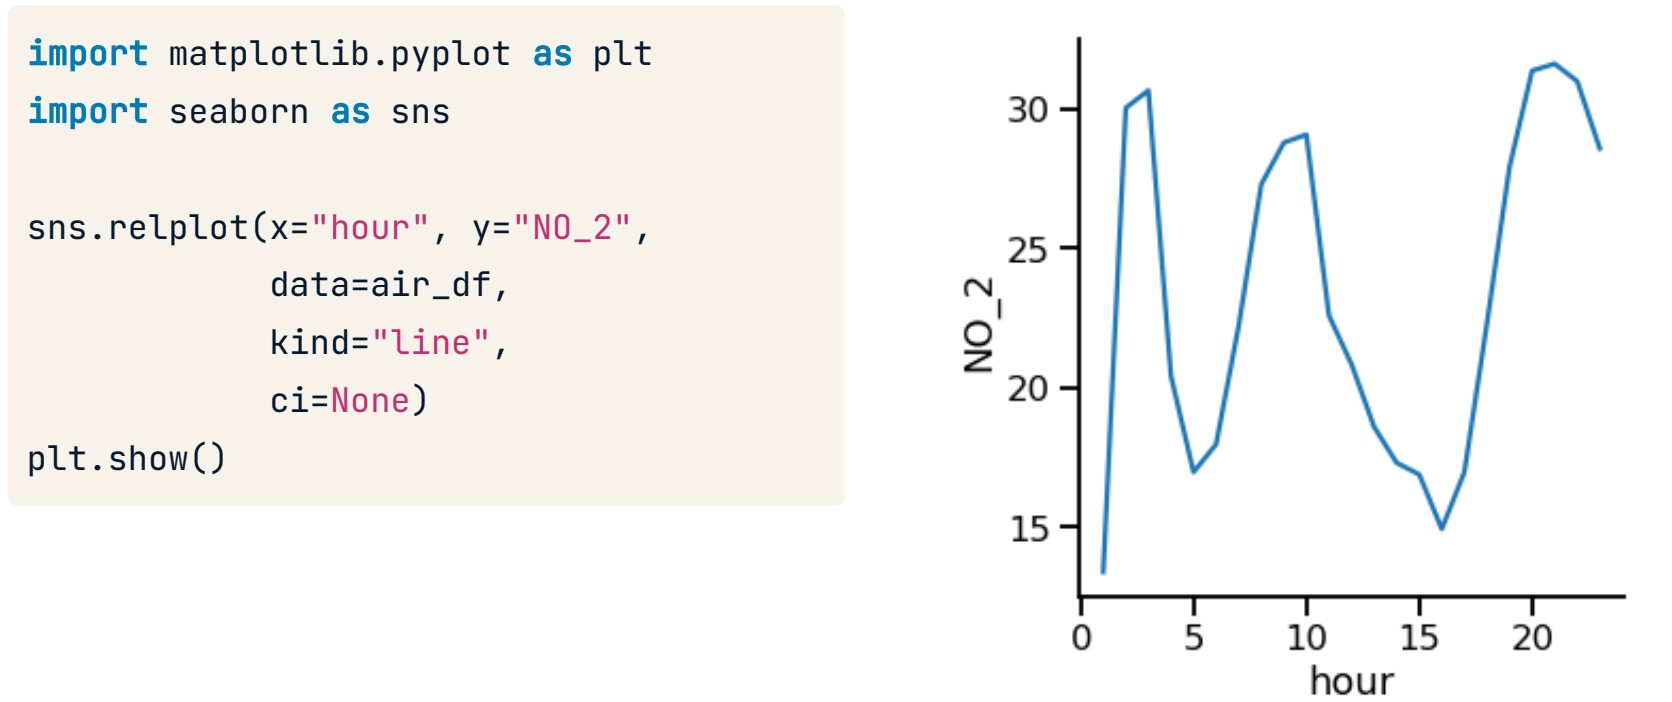 import matplotlib.pyplot as plt
import seaborn as sns
sns.relplot(x="hour", y="NO_2",
            data=air_df,
            kind="line",
            ci=None)
plt.show()
30
25
20
15
NO_2
0 5 10 15 20
hour